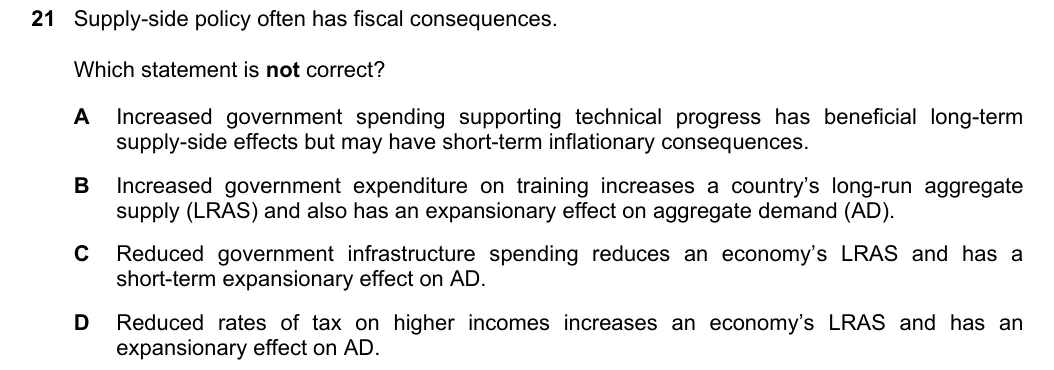 21 Supply-side policy often has fiscal consequences.
Which statement is not correct?
A Increased government spending supporting technical progress has beneficial long-term
supply-side effects but may have short-term inflationary consequences.
B Increased government expenditure on training increases a country’s long-run aggregate
supply (LRAS) and also has an expansionary effect on aggregate demand (AD).
C Reduced government infrastructure spending reduces an economy’s LRAS and has a
short-term expansionary effect on AD.
D Reduced rates of tax on higher incomes increases an economy’s LRAS and has an
expansionary effect on AD.